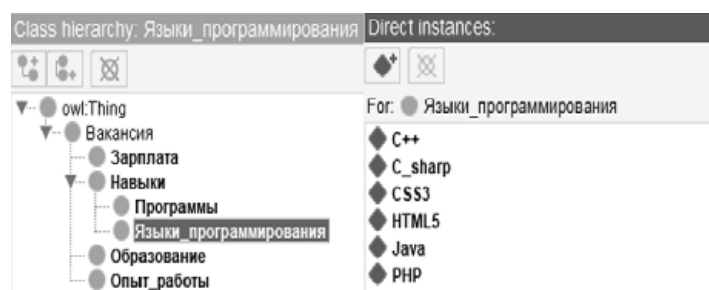 Class hierarchy: Языки_программирования
owl:Thing
Вакансия
Зарплата
Навыки
Программы
Языки_программирования
Образование
Опыт_работы
Direct instances:
For: Языки_программирования
C++
C_sharp
CSS3
HTML5
Java
PHP